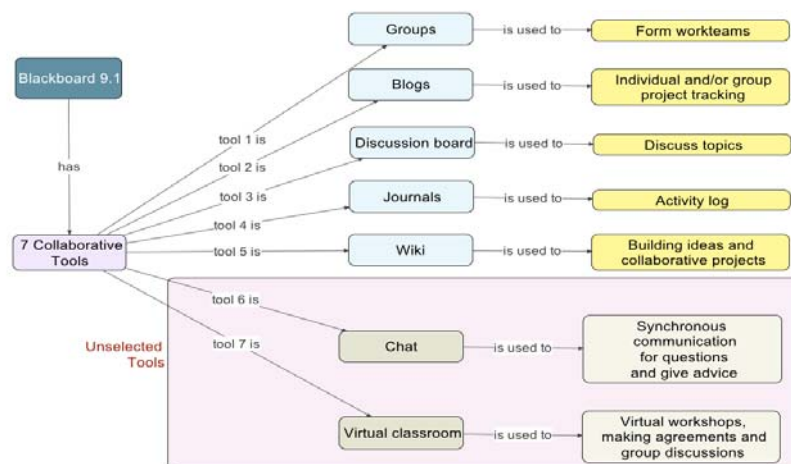 Groups
is used to
Form workteams
Blackboard 9.1
Blogs
is used to
Individual and/or group
project tracking
tool 1 is
tool 2 is
Discussion board
is used to
Discuss topics
has
tool 3 is
tool 4 is
Journals
is used to
Activity log
7 Collaborative
Tools
tool 5 is
Wiki
is used to
Building ideas and
collaborative projects
tool 6 is
Unselected
Tools
tool 7 is
Chat
is used to
Synchronous
communication
for questions
and give advice
Virtual classroom
is used to
Virtual workshops,
making agreements and
group discussions